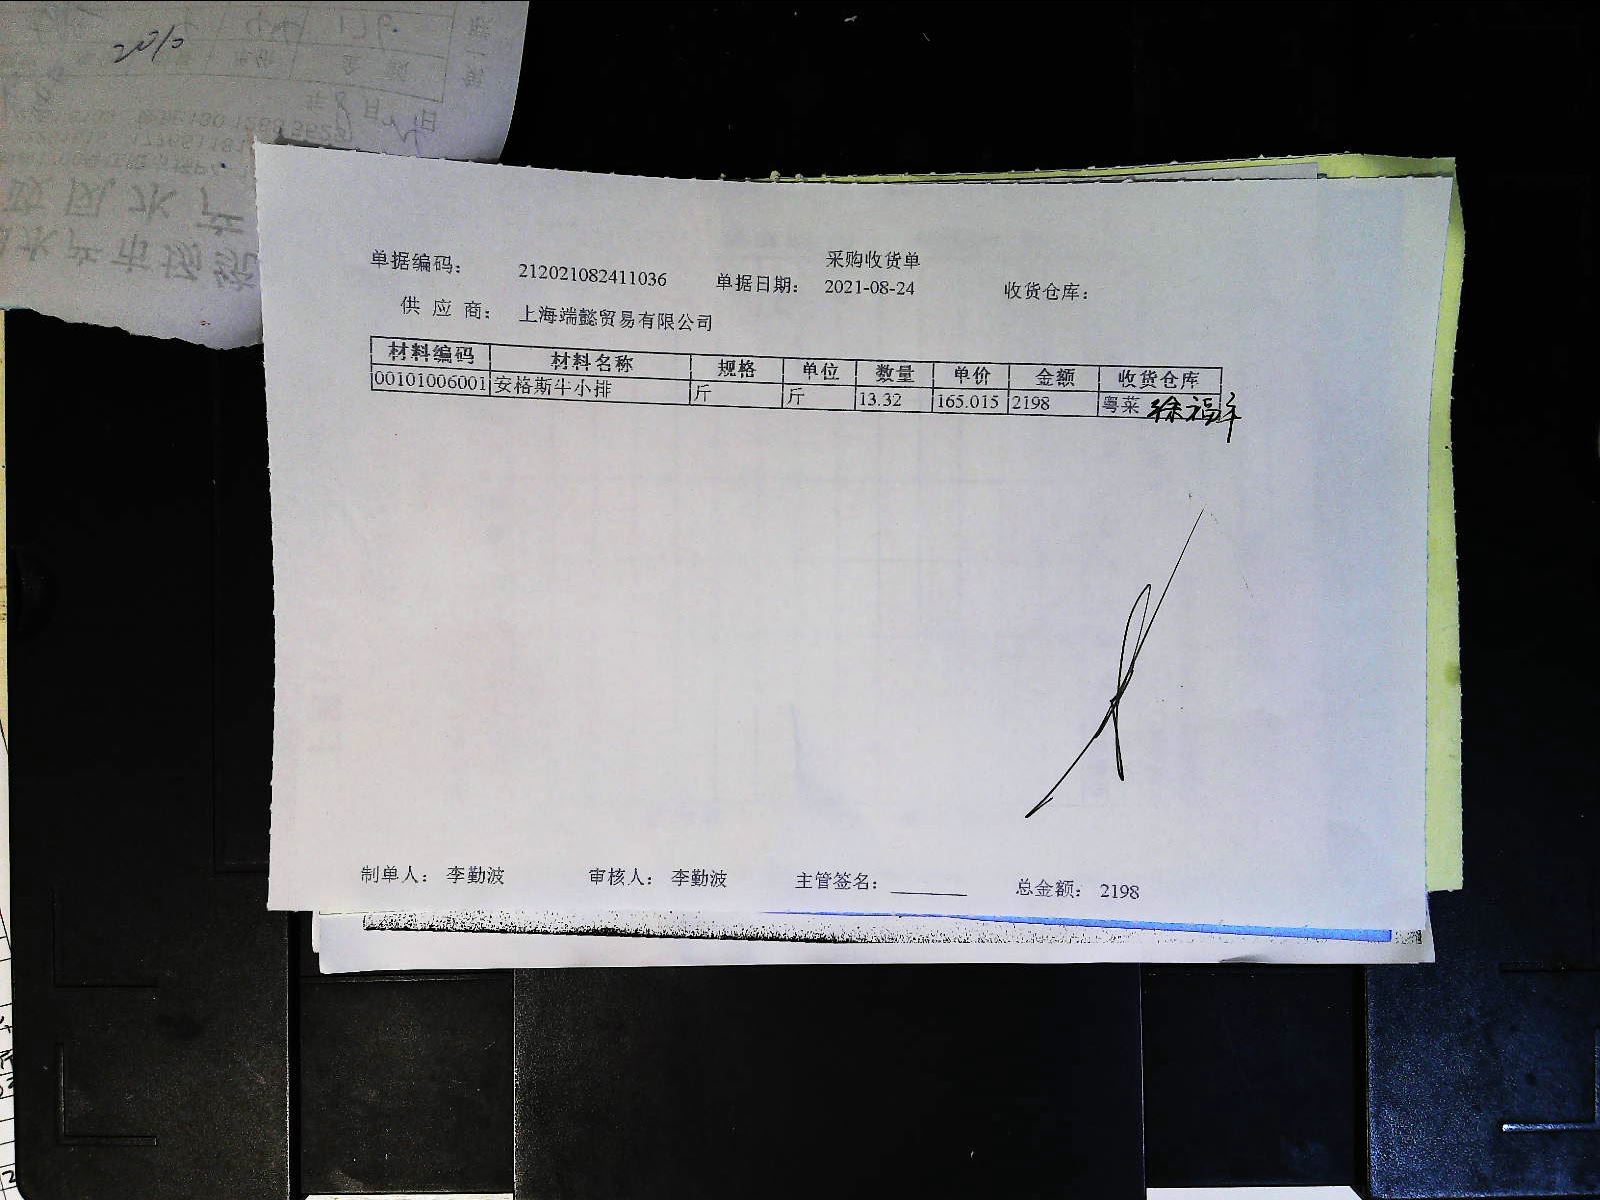 采购收货单
单据编码： 212021082411036 单据日期： 2021-08-24 收货仓库：
供 应 商： 上海端懿贸易有限公司
材料编码 材料名称 规格 单位 数量 单价 金额 收货仓库
00101006001 安格斯牛小排 斤 斤 13.32 165.015 2198 粤菜 徐福
制单人： 李勤波 审核人： 李勤波 主管签名： 总金额： 2198